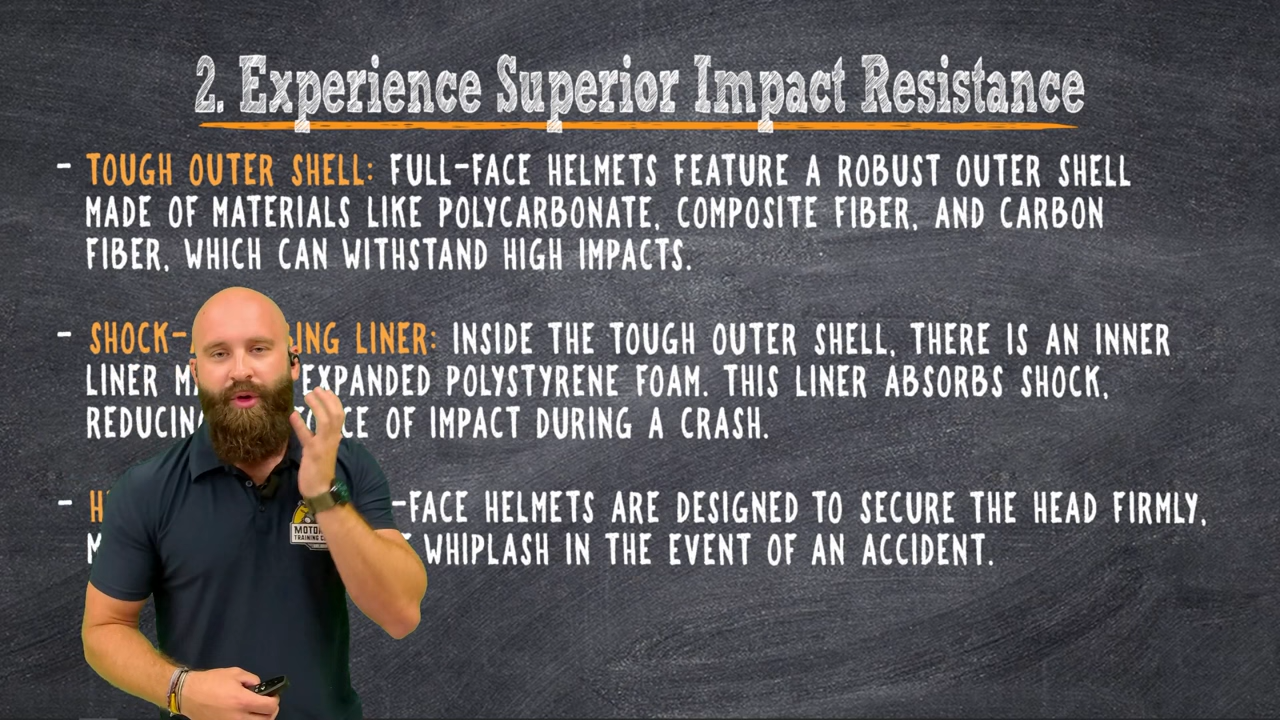 2. Experience Superior Impact Resistance
- TOUGH OUTER SHELL: FULL-FACE HELMETS FEATURE A ROBUST OUTER SHELL
MADE OF MATERIALS LIKE POLYCARBONATE, COMPOSITE FIBER, AND CARBON
FIBER, WHICH CAN WITHSTAND HIGH IMPACTS.
- SHOCK- LINER: INSIDE THE TOUGH OUTER SHELL, THERE IS AN INNER
LINER EXPANDED POLYSTYRENE FOAM. THIS LINER ABSORBS SHOCK,
OF IMPACT DURING A CRASH.
- -FACE HELMETS ARE DESIGNED TO SECURE THE HEAD FIRMLY,
WHIPLASH IN THE EVENT OF AN ACCIDENT.
TRAINING